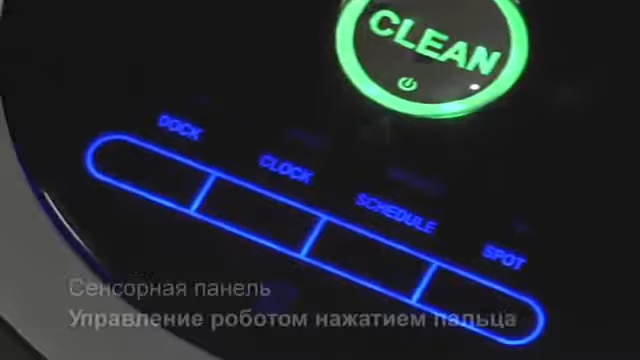 CLEAN
DOCK
CLOCK
SCHEDULE
SPOT
Сенсорная панель
Управление роботом нажатием пальца